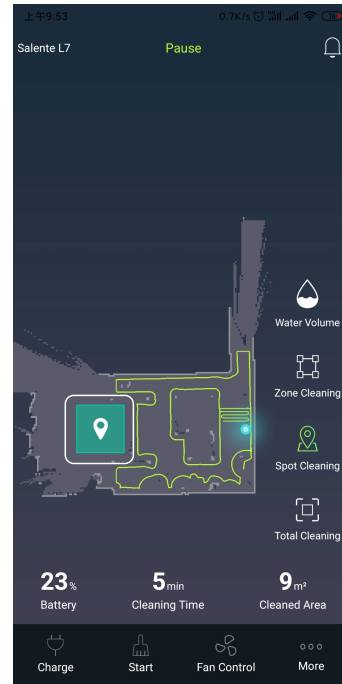 上午9:53 0.7K/s 16
Salente L7 Pause
Water Volume
Zone Cleaning
Spot Cleaning
Total Cleaning
23% 5min 9m²
Battery Cleaning Time Cleaned Area
Charge Start Fan Control More